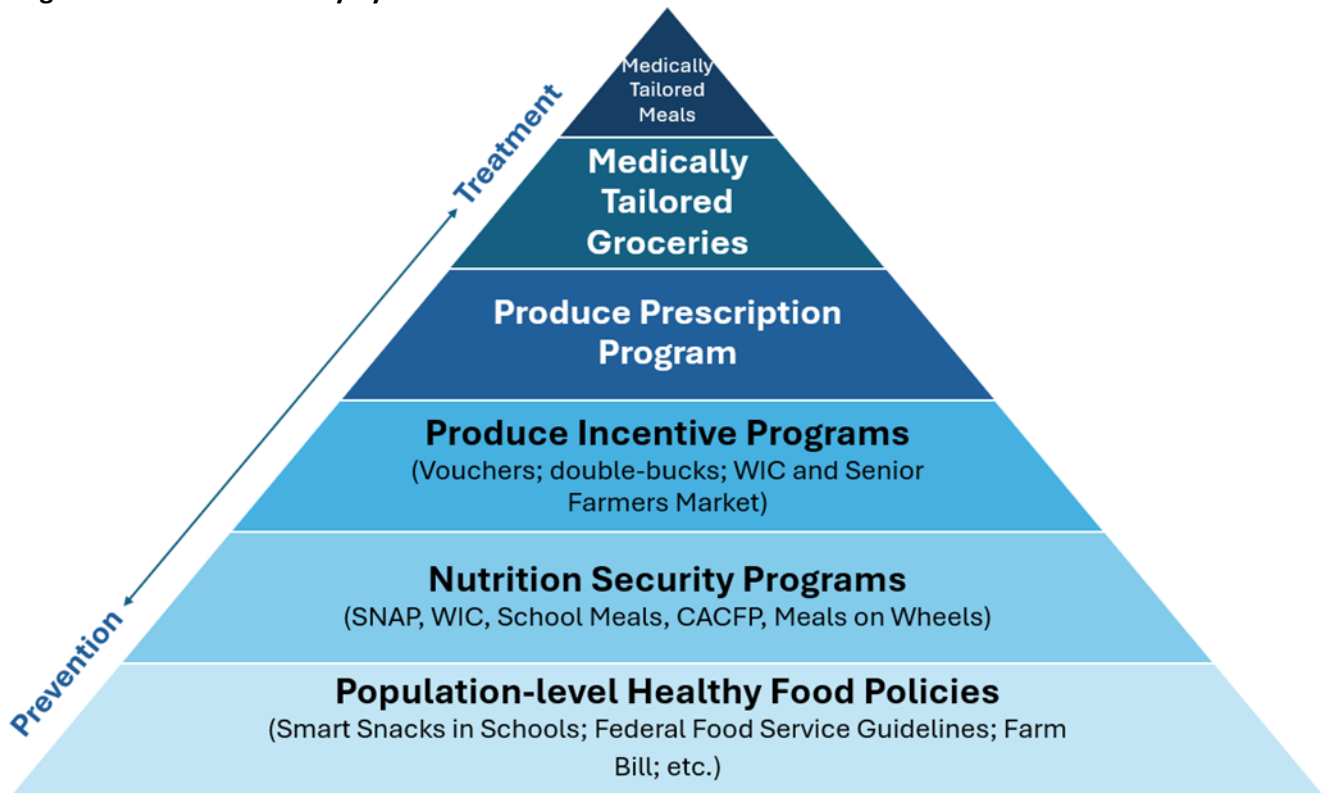 Medically
Tailored
Meals
Treatment
Medically
Tailored
Groceries
Produce Prescription
Program
Produce Incentive Programs
(Vouchers; double-bucks; WIC and Senior
Farmers Market)
Nutrition Security Programs
(SNAP, WIC, School Meals, CACFP, Meals on Wheels)
Prevention
Population-level Healthy Food Policies
(Smart Snacks in Schools; Federal Food Service Guidelines; Farm
Bill; etc.)